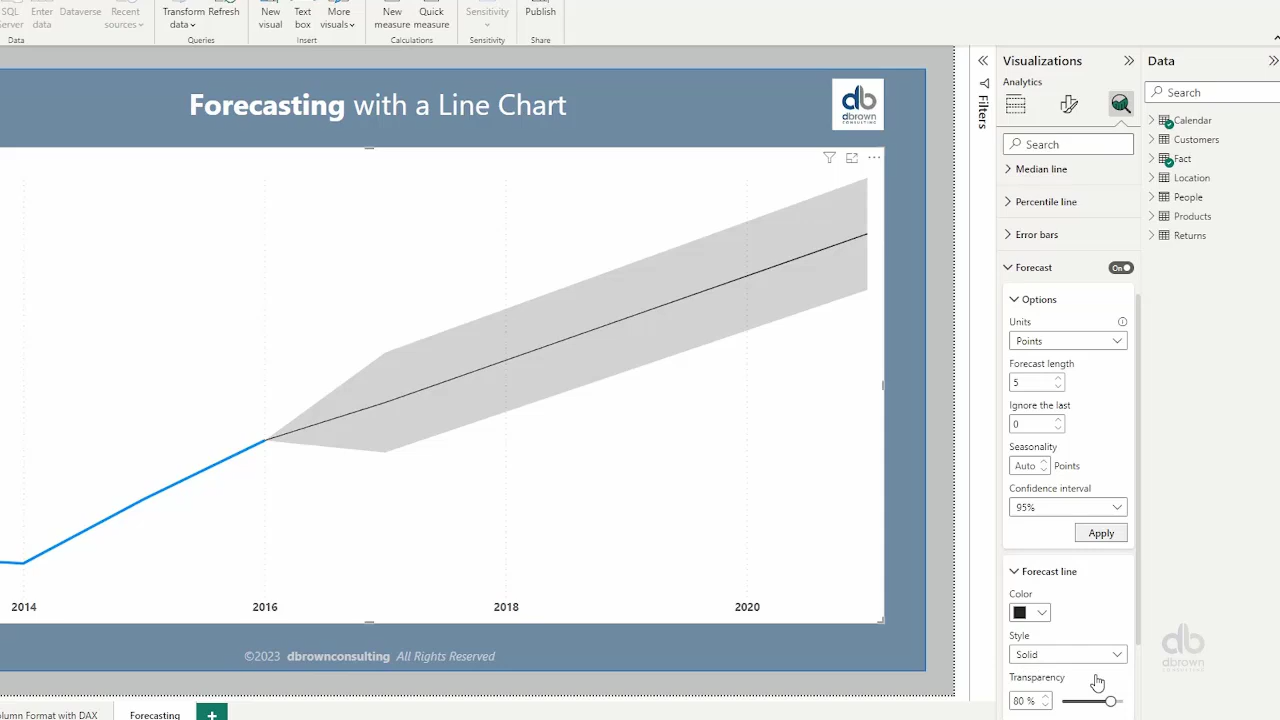 SQL Server
Enter data
Dataverse
Recent sources
Transform data
Refresh
New visual
Text box
More visuals
New measure
Quick measure
Sensitivity
Publish
Data
Queries
Insert
Calculations
Sensitivity
Share
Forecasting with a Line Chart
db
dbrown
CONSULTING
2014
2016
2018
2020
©2023 dbrownconsulting All Rights Reserved
olumn Format with DAX
Forecasting
+
Filters
Visualizations
Analytics
Search
Median line
Percentile line
Error bars
Forecast
On
Options
Units
Points
Forecast length
5
Ignore the last
0
Seasonality
Auto
Points
Confidence interval
95%
Apply
Forecast line
Color
Style
Solid
Transparency
80 %
Data
Search
Calendar
Customers
Fact
Location
People
Products
Returns
db
dbrown
CONSULTING